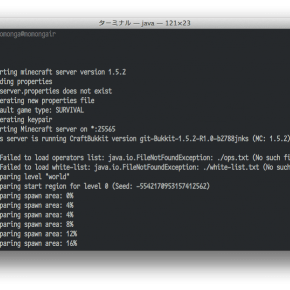 ターミナル — java — 121×23
omonga@momongair
rting minecraft server version 1.5.2
ding properties
server.properties does not exist
erating new properties file
ault game type: SURVIVAL
erating keypair
rting Minecraft server on *:25565
s server is running CraftBukkit version git-Bukkit-1.5.2-R1.0-b2788jnks (MC: 1.5.2)
Failed to load operators list: java.io.FileNotFoundException: ./ops.txt (No such fi
Failed to load white-list: java.io.FileNotFoundException: ./white-list.txt (No such
paring level "world"
paring start region for level 0 (Seed: -5542170953157412562)
paring spawn area: 0%
paring spawn area: 4%
paring spawn area: 4%
paring spawn area: 8%
paring spawn area: 12%
paring spawn area: 16%